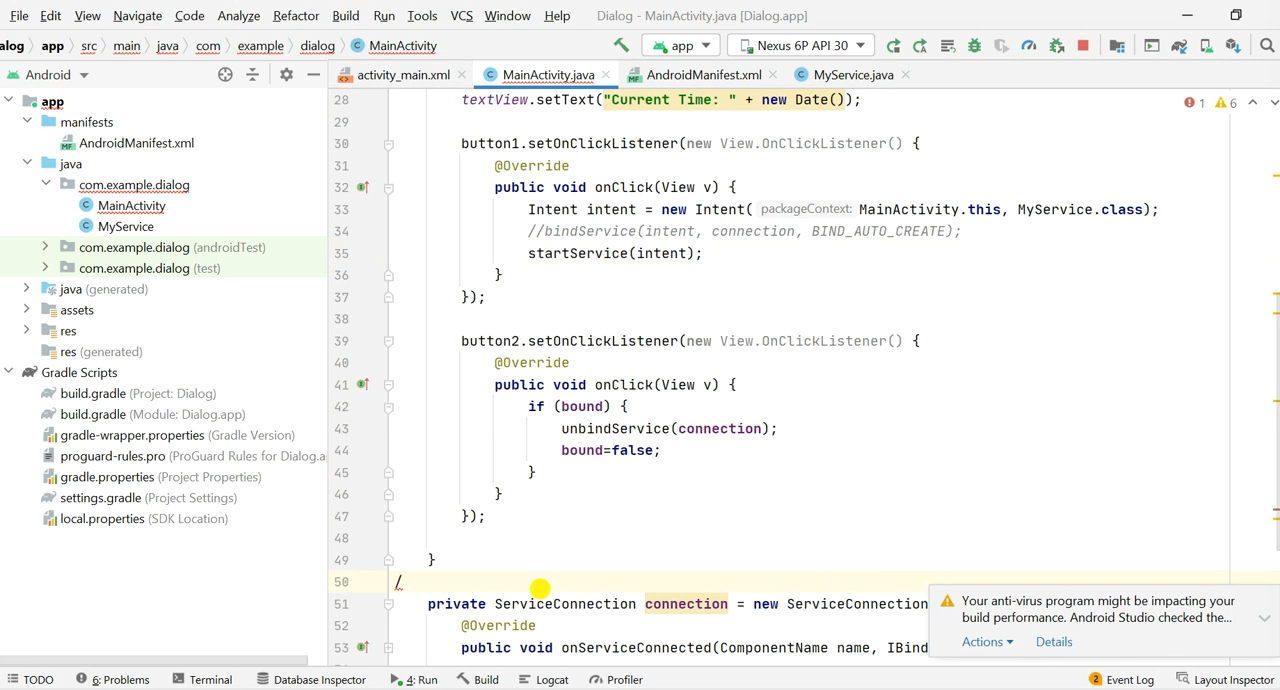 File Edit View Navigate Code Analyze Refactor Build Run Tools VCS Window Help Dialog - MainActivity.java [Dialog.app]
alog app src main java com example dialog MainActivity app Nexus 6P API 30
Android activity_main.xml MainActivity.java AndroidManifest.xml MyService.java
app
manifests
AndroidManifest.xml
java
com.example.dialog
MainActivity
MyService
com.example.dialog (androidTest)
com.example.dialog (test)
java (generated)
assets
res
res (generated)
Gradle Scripts
build.gradle (Project: Dialog)
build.gradle (Module: Dialog.app)
gradle-wrapper.properties (Gradle Version)
proguard-rules.pro (ProGuard Rules for Dialog.a
gradle.properties (Project Properties)
settings.gradle (Project Settings)
local.properties (SDK Location)
1 6
28 textView.setText("Current Time: " + new Date());
29
30 button1.setOnClickListener(new View.OnClickListener() {
31 @Override
32 public void onClick(View v) {
33 Intent intent = new Intent( packageContext: MainActivity.this, MyService.class);
34 //bindService(intent, connection, BIND_AUTO_CREATE);
35 startService(intent);
36 }
37 });
38
39 button2.setOnClickListener(new View.OnClickListener() {
40 @Override
41 public void onClick(View v) {
42 if (bound) {
43 unbindService(connection);
44 bound=false;
45 }
46 }
47 });
48
49 }
50 /
51 private ServiceConnection connection = new ServiceConnection
52 @Override
53 public void onServiceConnected(ComponentName name, IBind
Your anti-virus program might be impacting your
build performance. Android Studio checked the...
Actions Details
TODO 6: Problems Terminal Database Inspector 4: Run Build Logcat Profiler 2 Event Log Layout Inspector